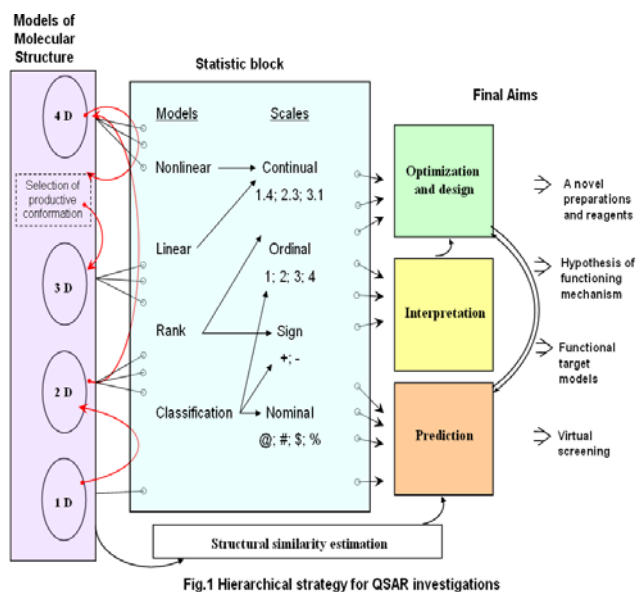 Models of
Molecular
Structure
4 D
Selection of
productive
conformation
3 D
2 D
1 D
Statistic block
Models
Scales
Nonlinear
Continual
1.4; 2.3; 3.1
Linear
Ordinal
1; 2; 3; 4
Rank
Sign
+; -
Classification
Nominal
@; #; $; %
Structural similarity estimation
Final Aims
Optimization
and design
Interpretation
Prediction
A novel
preparations
and reagents
Hypothesis of
functioning
mechanism
Functional
target
models
Virtual
screening
Fig.1 Hierarchical strategy for QSAR investigations